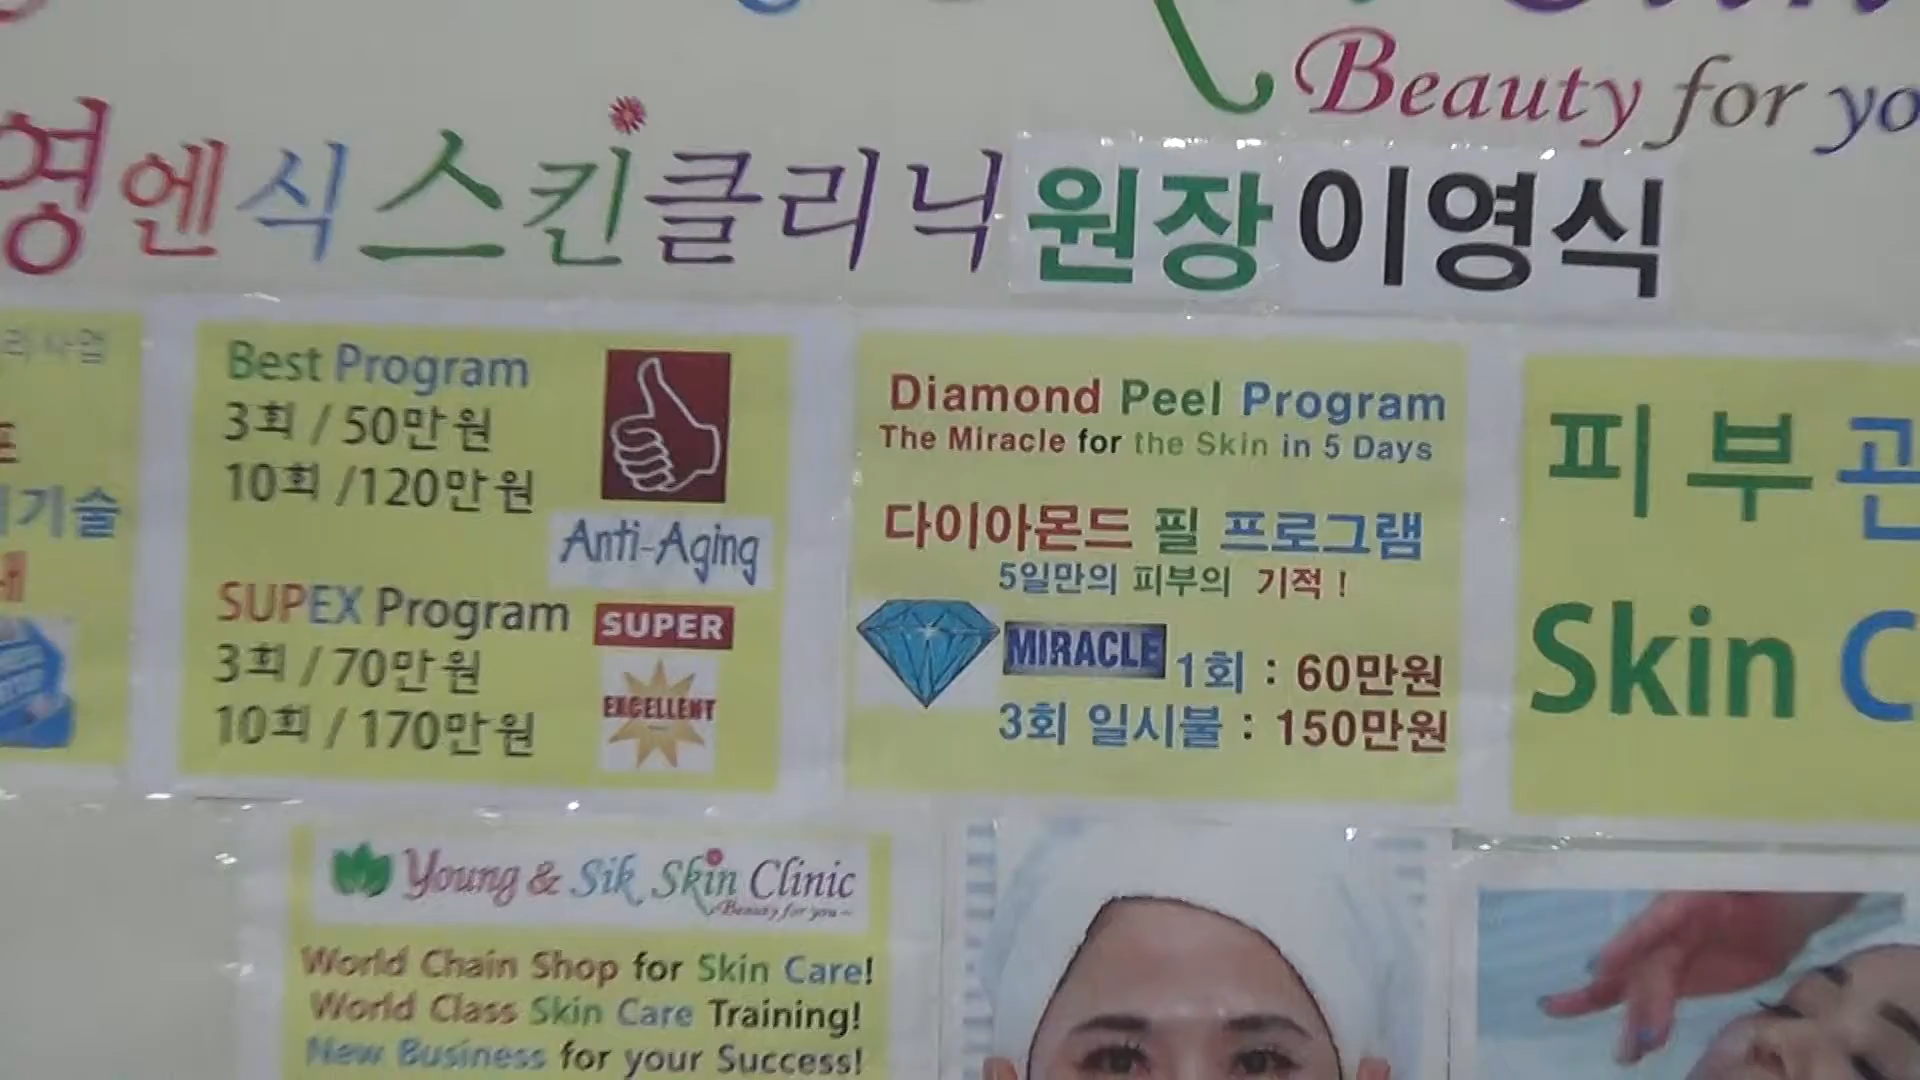 Beauty for yo
영엔식 스킨클리닉 원장 이영식
리사업
기술
Best Program
3회 / 50만원
10회 /120만원
Anti-Aging
SUPEX Program
SUPER
3회 / 70만원
EXCELLENT
10회 / 170만원
Diamond Peel Program
The Miracle for the Skin in 5 Days
다이아몬드 필 프로그램
5일만의 피부의 기적 !
MIRACLE
1회 : 60만원
3회 일시불 : 150만원
피부관
Skin C
Young & Sik Skin Clinic
Beauty for you~
World Chain Shop for Skin Care!
World Class Skin Care Training!
New Business for your Success!